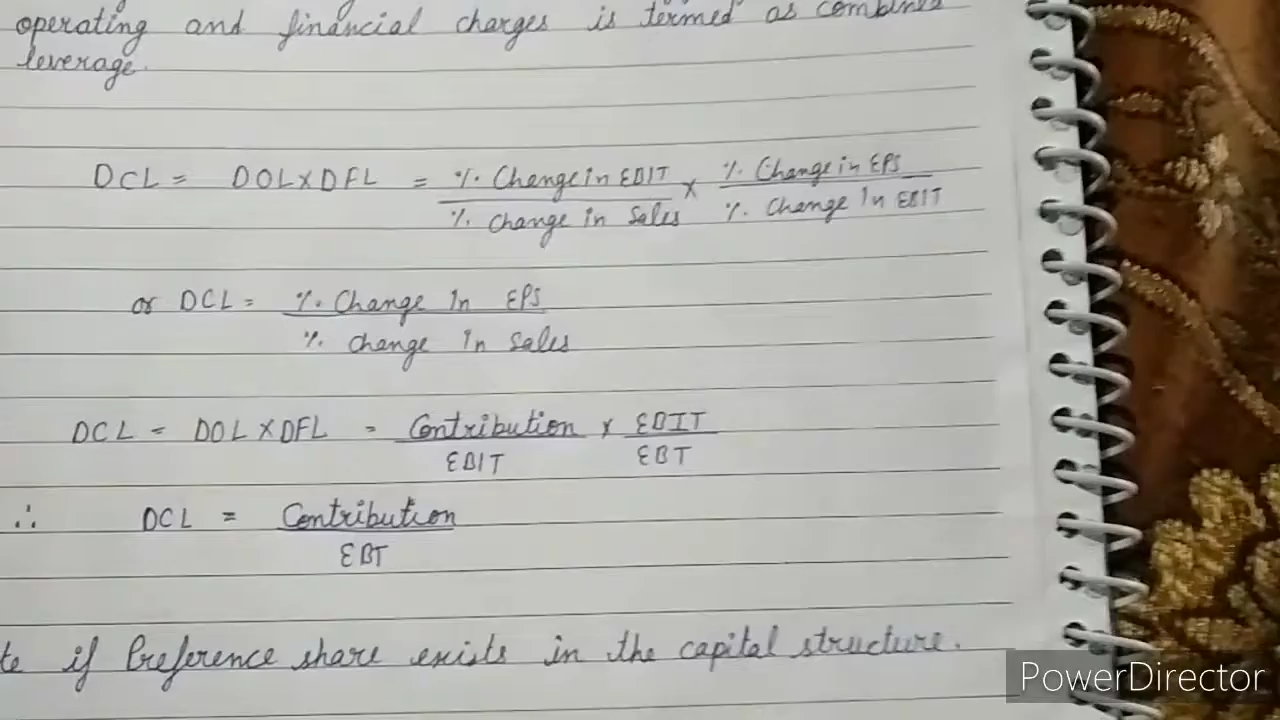 operating and financial charges is termed as combined
leverage.
DCL = DOL X DFL = % Change in EBIT / % Change in Sales X % Change in EPS / % Change In EBIT
or DCL = % Change In EPS / % Change In Sales
DCL = DOL X DFL = Contribution / EBIT X EBIT / EBT
∴ DCL = Contribution / EBT
te if Preference share exists in the capital structure.
PowerDirector